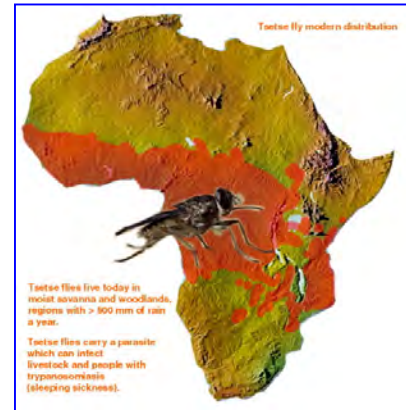 Tsetse fly modern distribution
Tsetse flies live today in
moist savanna and woodlands,
regions with > 500 mm of rain
a year.
Tsetse flies carry a parasite
which can infect
livestock and people with
trypanosomiasis
(sleeping sickness).